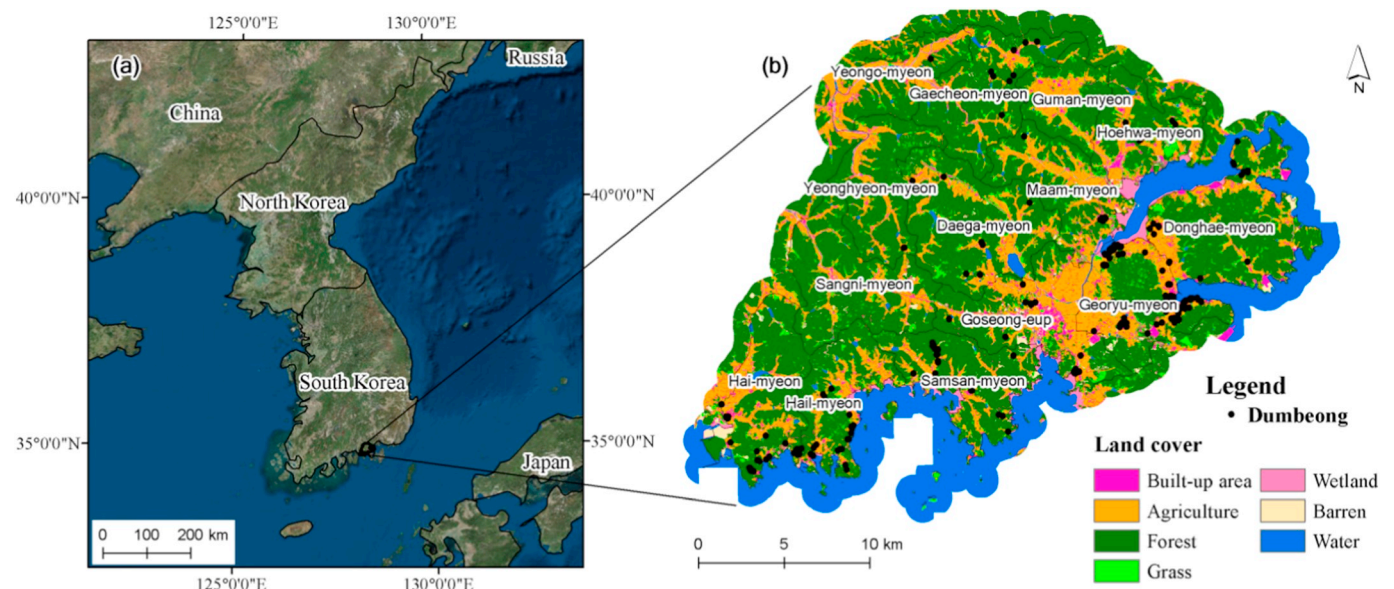 125°0'0"E
130°0'0"E
(a)
Russia
China
40°0'0"N
40°0'0"N
North Korea
South Korea
35°0'0"N
35°0'0"N
Japan
0 100 200 km
125°0'0"E
130°0'0"E
(b)
N
Yeongo-myeon
Gaecheon-myeon
Guman-myeon
Hoehwa-myeon
Yeonghyeon-myeon
Maam-myeon
Daega-myeon
Donghae-myeon
Sangni-myeon
Georyu-myeon
Goseong-eup
Hai-myeon
Samsan-myeon
Hail-myeon
0 5 10 km
Legend
Dumbeong
Land cover
Built-up area
Wetland
Agriculture
Barren
Forest
Water
Grass